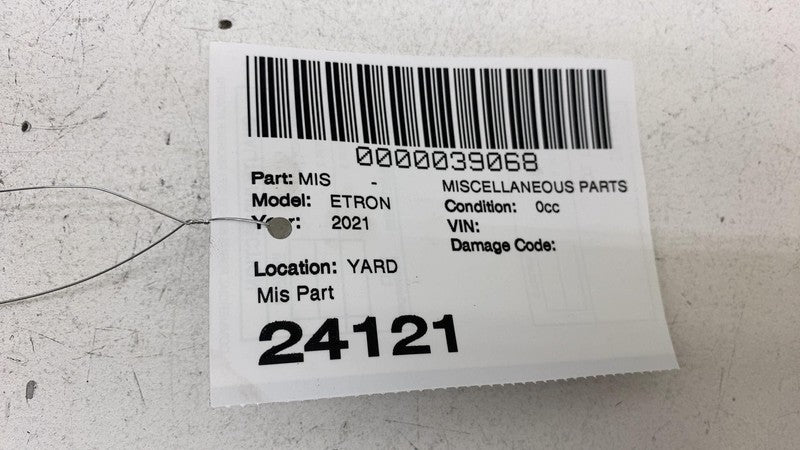 0000039068
Part: MIS - MISCELLANEOUS PARTS
Model: ETRON Condition: 0cc
Year: 2021 VIN:
Damage Code:
Location: YARD
Mis Part
24121